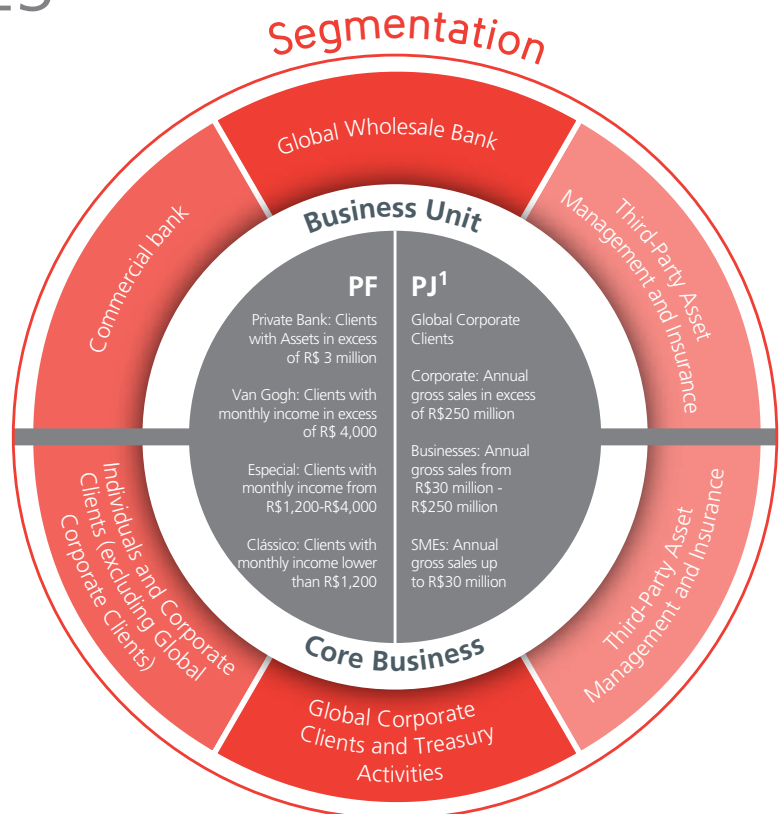 ES
Segmentation
Global Wholesale Bank
Commercial bank
Third-Party Asset
Management and Insurance
Business Unit
PF
Private Bank: Clients
with Assets in excess
of R$ 3 million
Van Gogh: Clients with
monthly income in excess
of R$ 4,000
Especial: Clients with
monthly income from
R$1,200-R$4,000
Clássico: Clients with
monthly income lower
than R$1,200
PJ¹
Global Corporate
Clients
Corporate: Annual
gross sales in excess
of R$250 million
Businesses: Annual
gross sales from
R$30 million -
R$250 million
SMEs: Annual
gross sales up
to R$30 million
Core Business
Individuals and Corporate
Clients (excluding Global
Corporate Clients)
Global Corporate
Clients and Treasury
Activities
Third-Party Asset
Management and Insurance